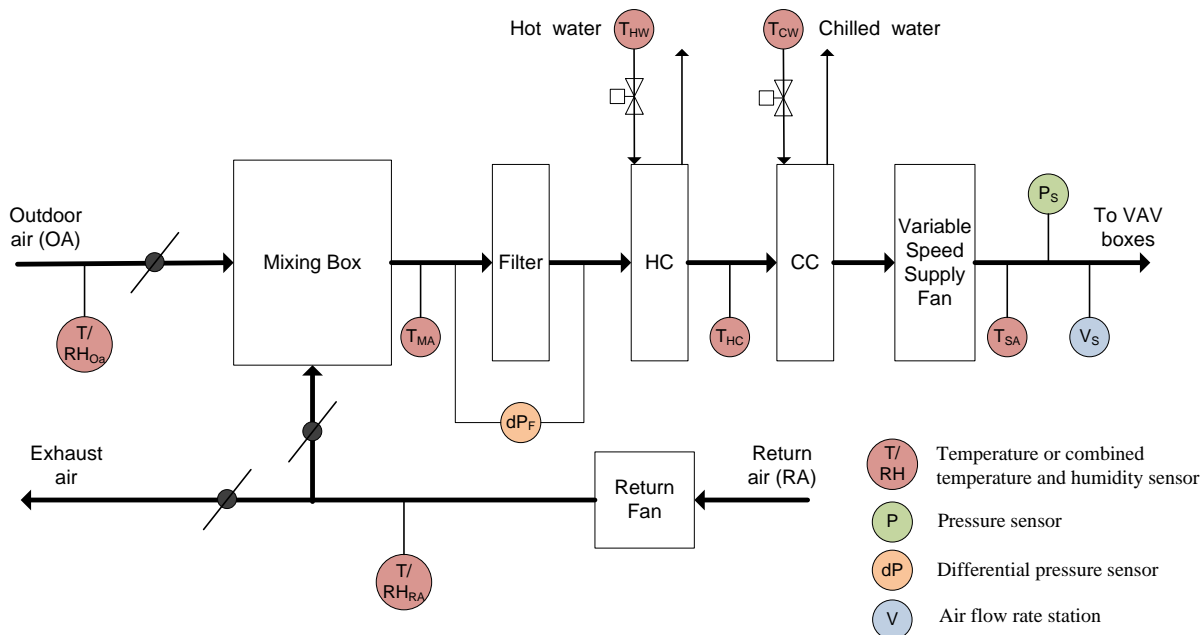 Hot water
T_HW
T_CW
Chilled water
Outdoor
air (OA)
T/
RH_Oa
Mixing Box
T_MA
Filter
dP_F
HC
T_HC
CC
Variable
Speed
Supply
Fan
P_S
To VAV
boxes
T_SA
V_S
Exhaust
air
T/
RH_RA
Return
Fan
Return
air (RA)
T/
RH
Temperature or combined
temperature and humidity sensor
P
Pressure sensor
dP
Differential pressure sensor
V
Air flow rate station